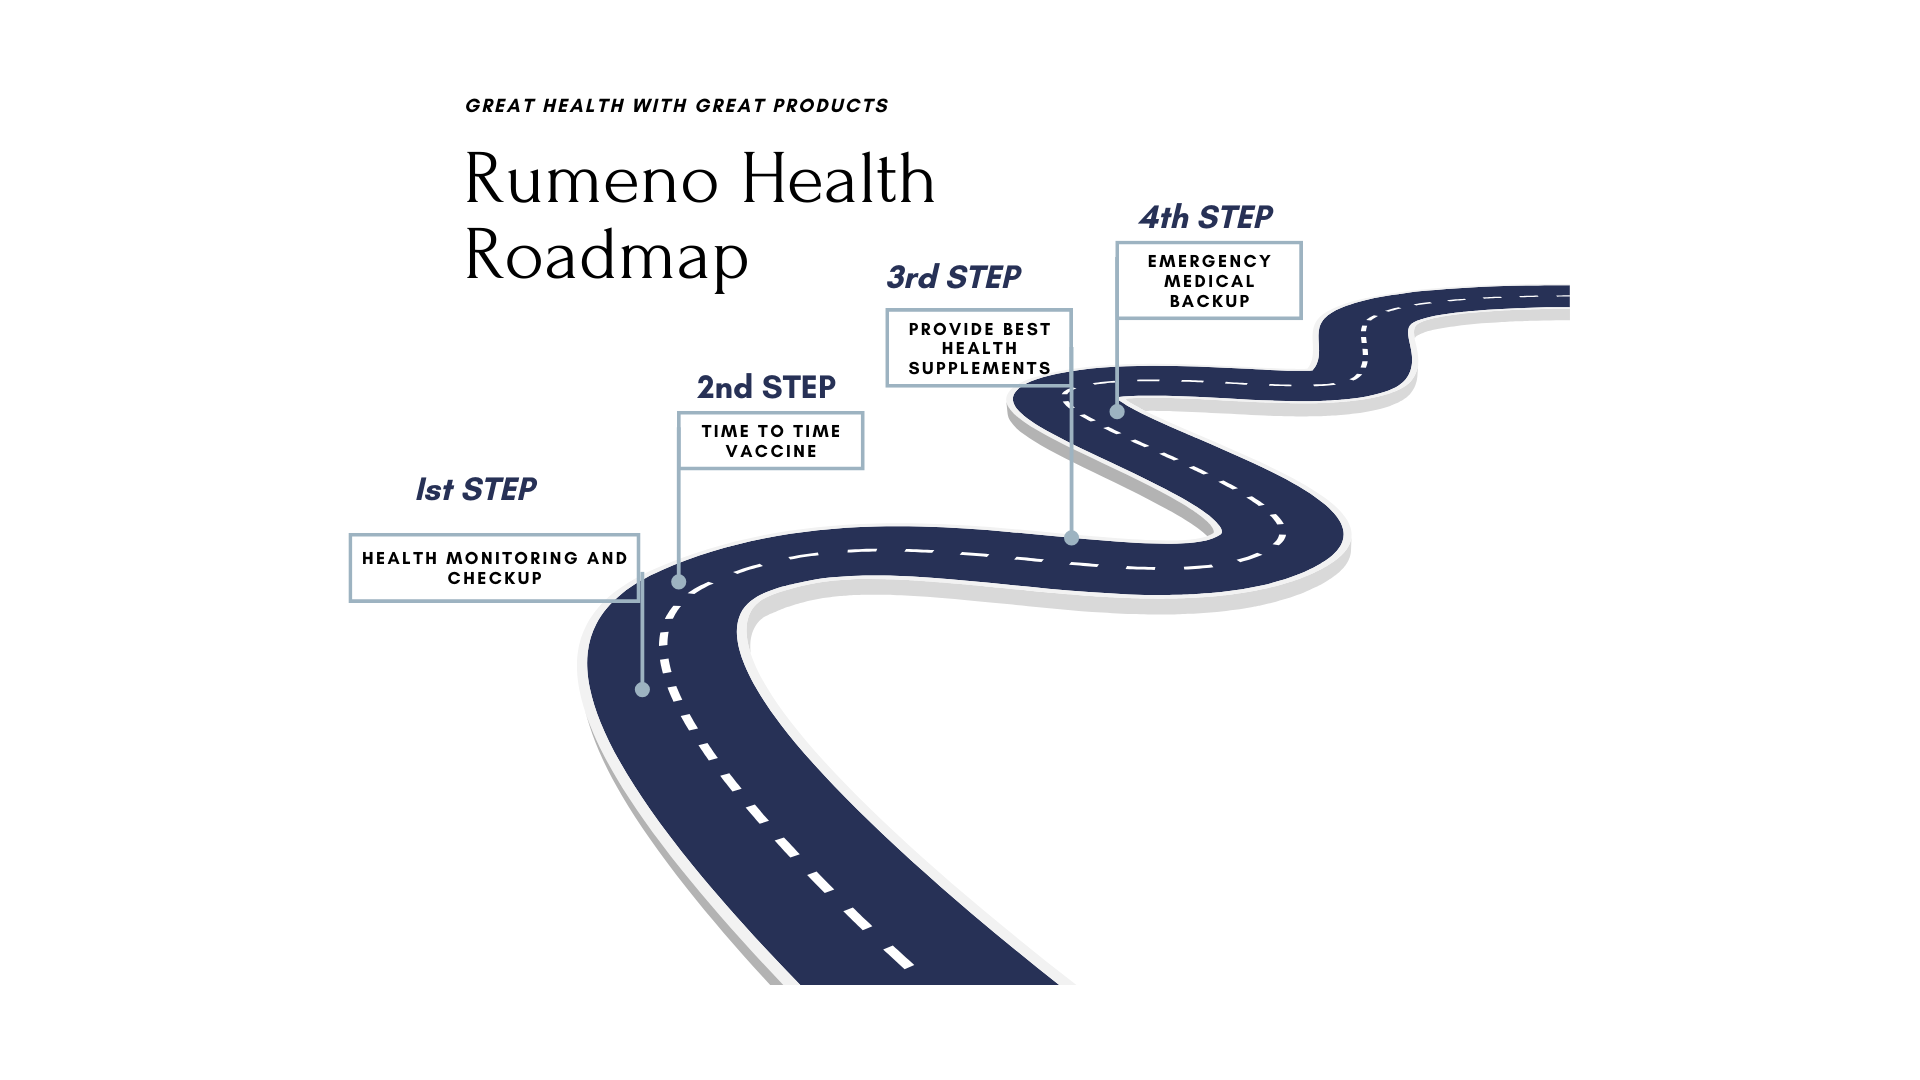 GREAT HEALTH WITH GREAT PRODUCTS
Rumeno Health
Roadmap
1st STEP
HEALTH MONITORING AND
CHECKUP
2nd STEP
TIME TO TIME
VACCINE
3rd STEP
PROVIDE BEST
HEALTH
SUPPLEMENTS
4th STEP
EMERGENCY
MEDICAL
BACKUP